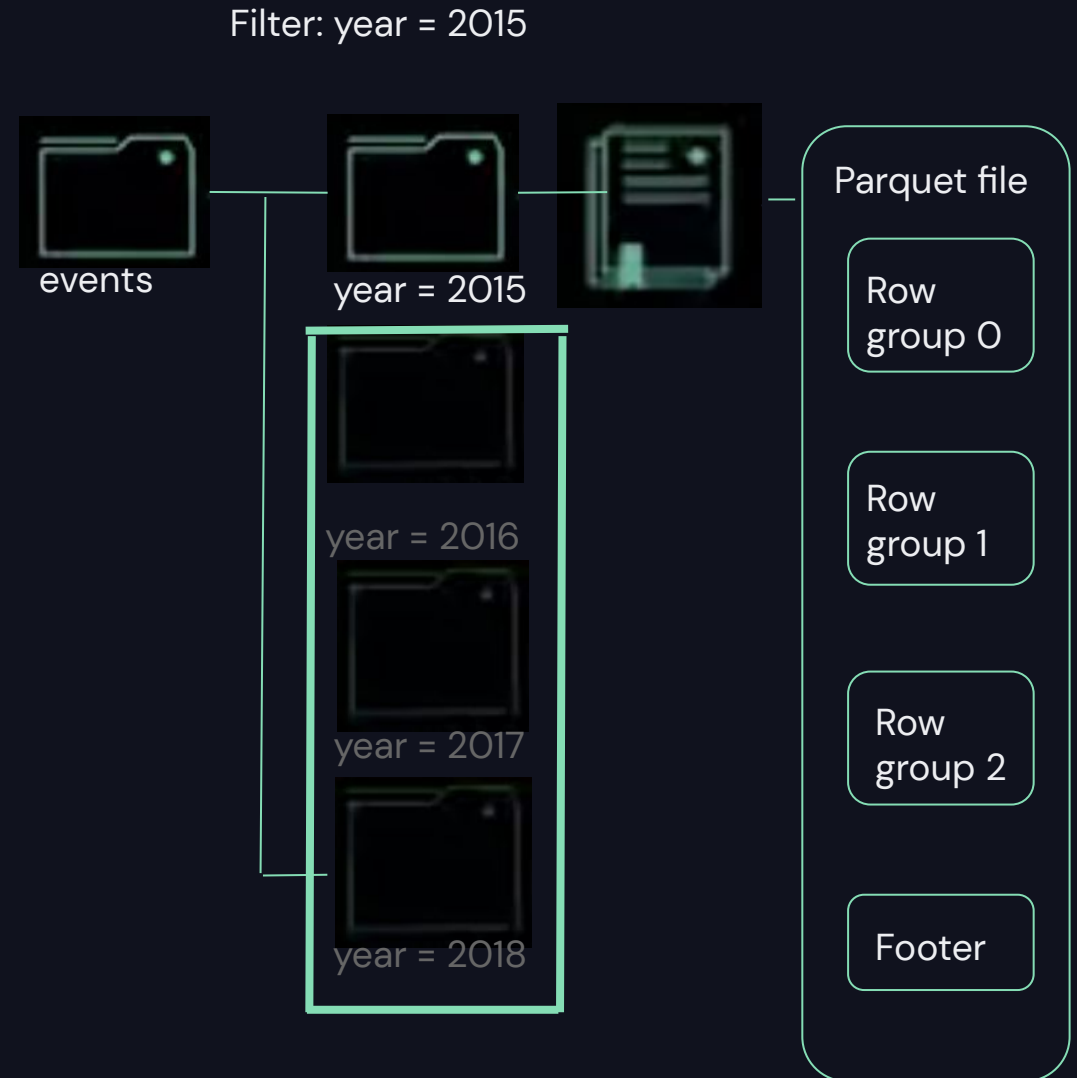 Filter: year = 2015
events
year = 2015
year = 2016
year = 2017
year = 2018
Parquet file
Row
group 0
Row
group 1
Row
group 2
Footer